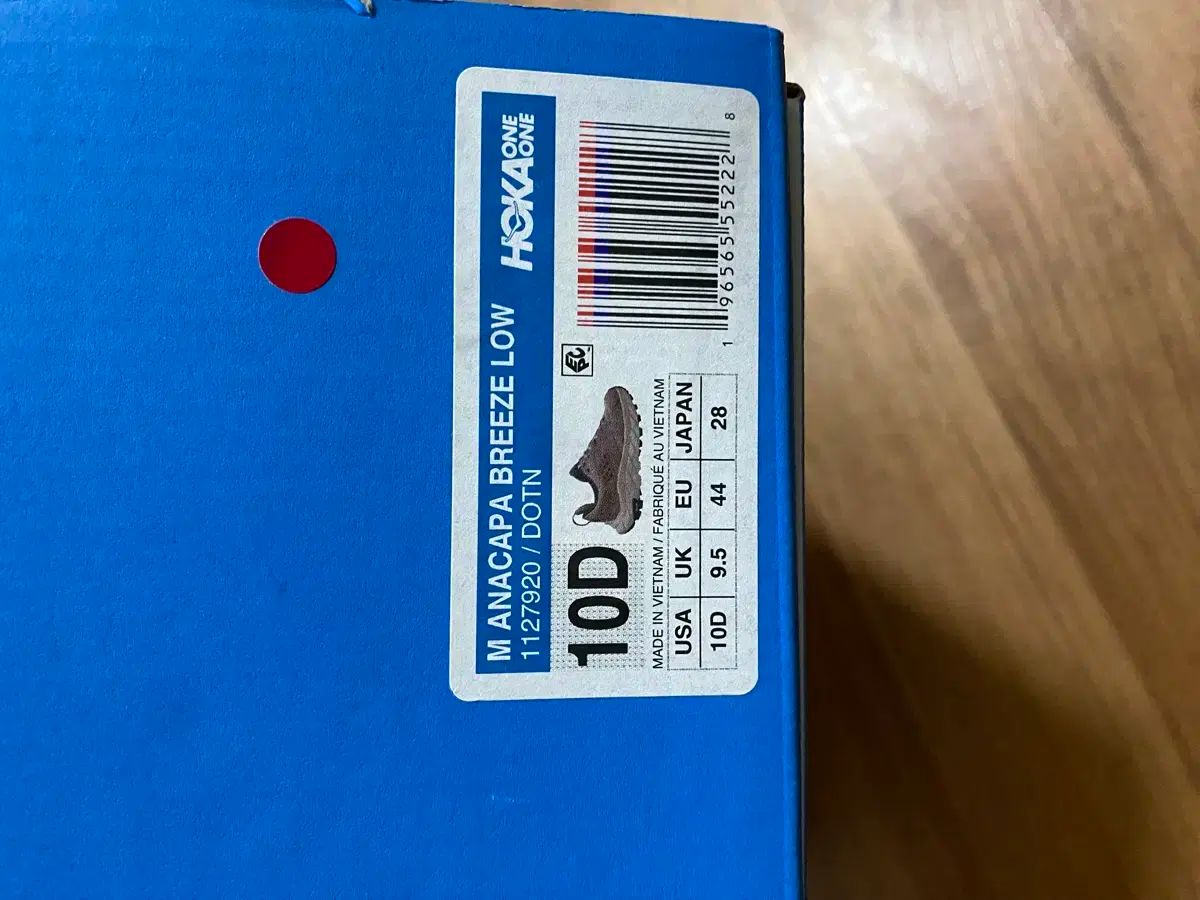 M ANACAPA BREEZE LOW
1127920 / DOTN
HOKA ONE ONE
10D
EPC
MADE IN VIETNAM / FABRIQUÉ AU VIETNAM
USA UK EU JAPAN
10D 9.5 44 28
1 96565 55222 8